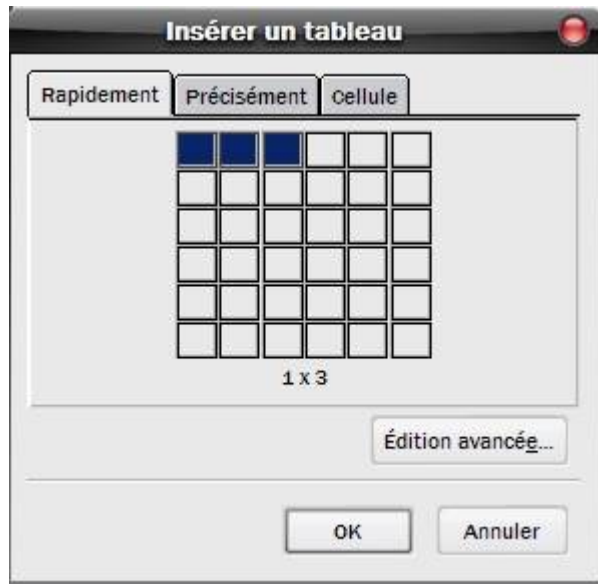 Insérer un tableau
Rapidement Précisément Cellule
1 x 3
Édition avancée...
OK Annuler